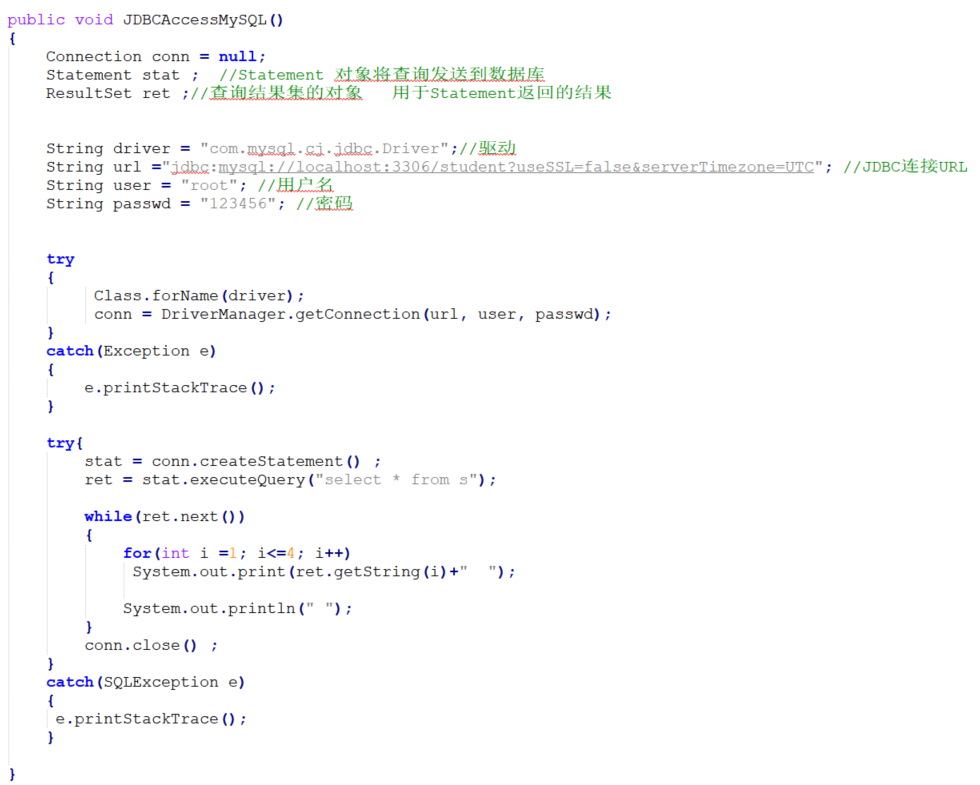 public void JDBCAccessMySQL()
{
Connection conn = null;
Statement stat ;  //Statement 对象将查询发送到数据库
ResultSet ret ;//查询结果集的对象   用于Statement返回的结果
String driver = "com.mysql.cj.jdbc.Driver";//驱动
String url ="jdbc:mysql://localhost:3306/student?useSSL=false&serverTimezone=UTC"; //JDBC连接URL
String user = "root"; //用户名
String passwd = "123456"; //密码
try
{
Class.forName(driver);
conn = DriverManager.getConnection(url, user, passwd);
}
catch(Exception e)
{
e.printStackTrace();
}
try{
stat = conn.createStatement() ;
ret = stat.executeQuery("select * from s");
while(ret.next())
{
for(int i =1; i<=4; i++)
System.out.print(ret.getString(i)+"  ");
System.out.println(" ");
}
conn.close() ;
}
catch(SQLException e)
{
e.printStackTrace();
}
}